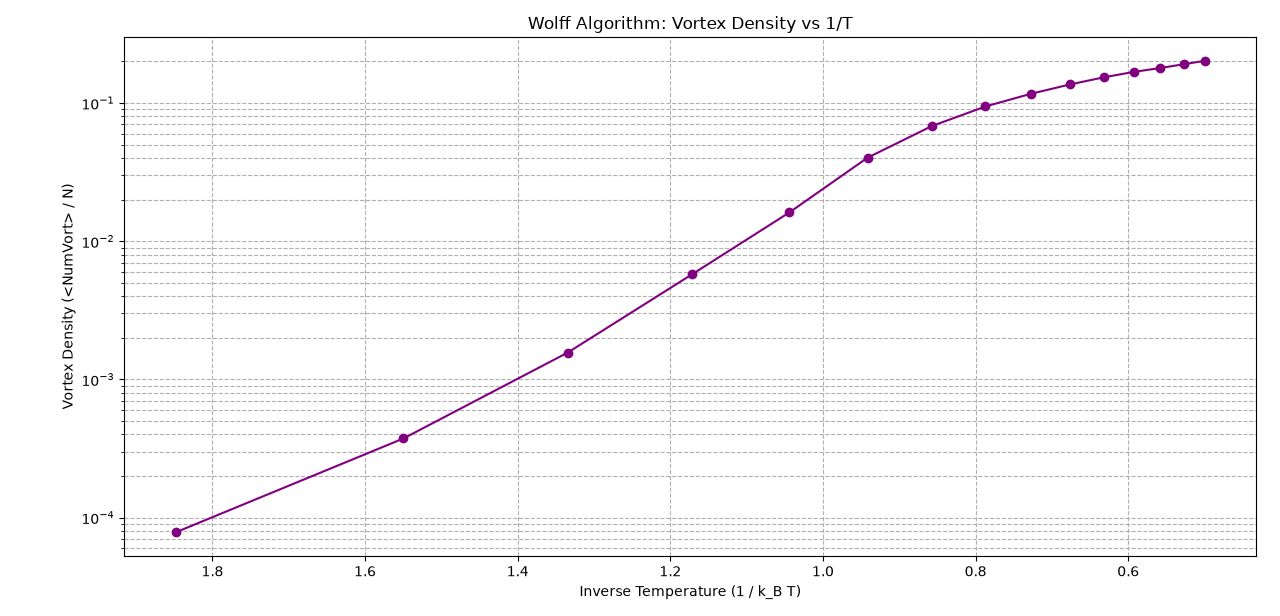 Wolff Algorithm: Vortex Density vs 1/T
Vortex Density (<NumVort> / N)
10⁻¹
10⁻²
10⁻³
10⁻⁴
1.8 1.6 1.4 1.2 1.0 0.8 0.6
Inverse Temperature (1 / k_B T)